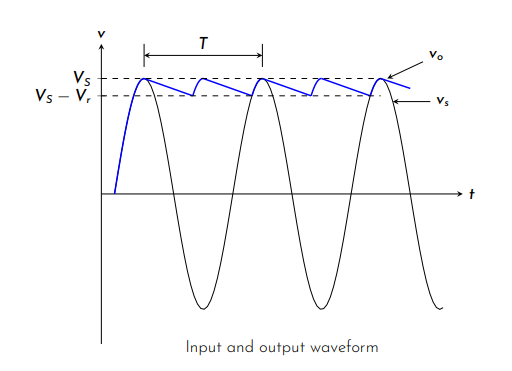 v
T
V_S
V_S − V_r
v_o
v_s
t
Input and output waveform